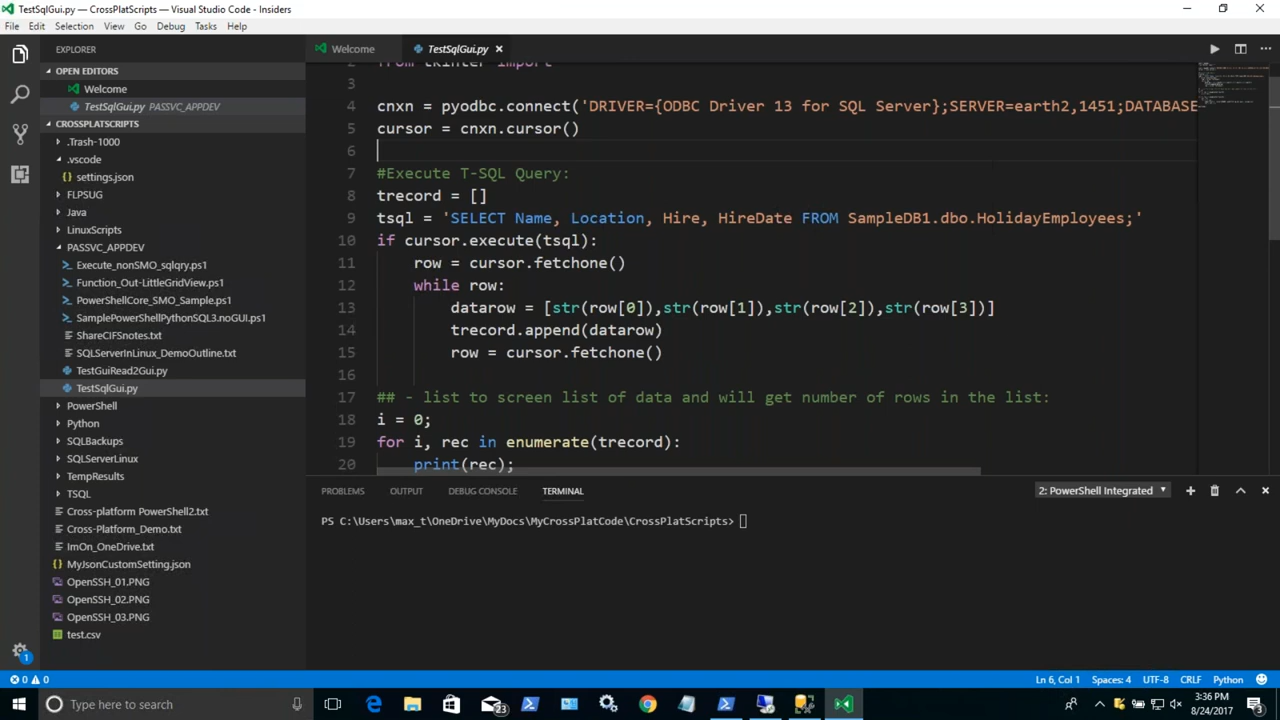 TestSqlGui.py — CrossPlatScripts — Visual Studio Code - Insiders
File Edit Selection View Go Debug Tasks Help
EXPLORER
OPEN EDITORS
Welcome
TestSqlGui.py PASSVC_APPDEV
CROSSPLATSCRIPTS
.Trash-1000
.vscode
settings.json
FLPSUG
Java
LinuxScripts
PASSVC_APPDEV
Execute_nonSMO_sqlqry.ps1
Function_Out-LittleGridView.ps1
PowerShellCore_SMO_Sample.ps1
SamplePowerShellPythonSQL3.noGUI.ps1
ShareCIFSnotes.txt
SQLServerInLinux_DemoOutline.txt
TestGuiRead2Gui.py
TestSqlGui.py
PowerShell
Python
SQLBackups
SQLServerLinux
TempResults
TSQL
Cross-platform PowerShell2.txt
Cross-Platform_Demo.txt
ImOn_OneDrive.txt
MyJsonCustomSetting.json
OpenSSH_01.PNG
OpenSSH_02.PNG
OpenSSH_03.PNG
test.csv
1
Welcome TestSqlGui.py
2 from tkinter import
3
4 cnxn = pyodbc.connect('DRIVER={ODBC Driver 13 for SQL Server};SERVER=earth2,1451;DATABASE
5 cursor = cnxn.cursor()
6
7 #Execute T-SQL Query:
8 trecord = []
9 tsql = 'SELECT Name, Location, Hire, HireDate FROM SampleDB1.dbo.HolidayEmployees;'
10 if cursor.execute(tsql):
11 row = cursor.fetchone()
12 while row:
13 datarow = [str(row[0]),str(row[1]),str(row[2]),str(row[3])]
14 trecord.append(datarow)
15 row = cursor.fetchone()
16
17 ## - list to screen list of data and will get number of rows in the list:
18 i = 0;
19 for i, rec in enumerate(trecord):
20 print(rec);
PROBLEMS OUTPUT DEBUG CONSOLE TERMINAL 2: PowerShell Integrated
PS C:\Users\max_t\OneDrive\MyDocs\MyCrossPlatCode\CrossPlatScripts>
0 0 Ln 6, Col 1 Spaces: 4 UTF-8 CRLF Python
Type here to search 23 3:36 PM
8/24/2017 3